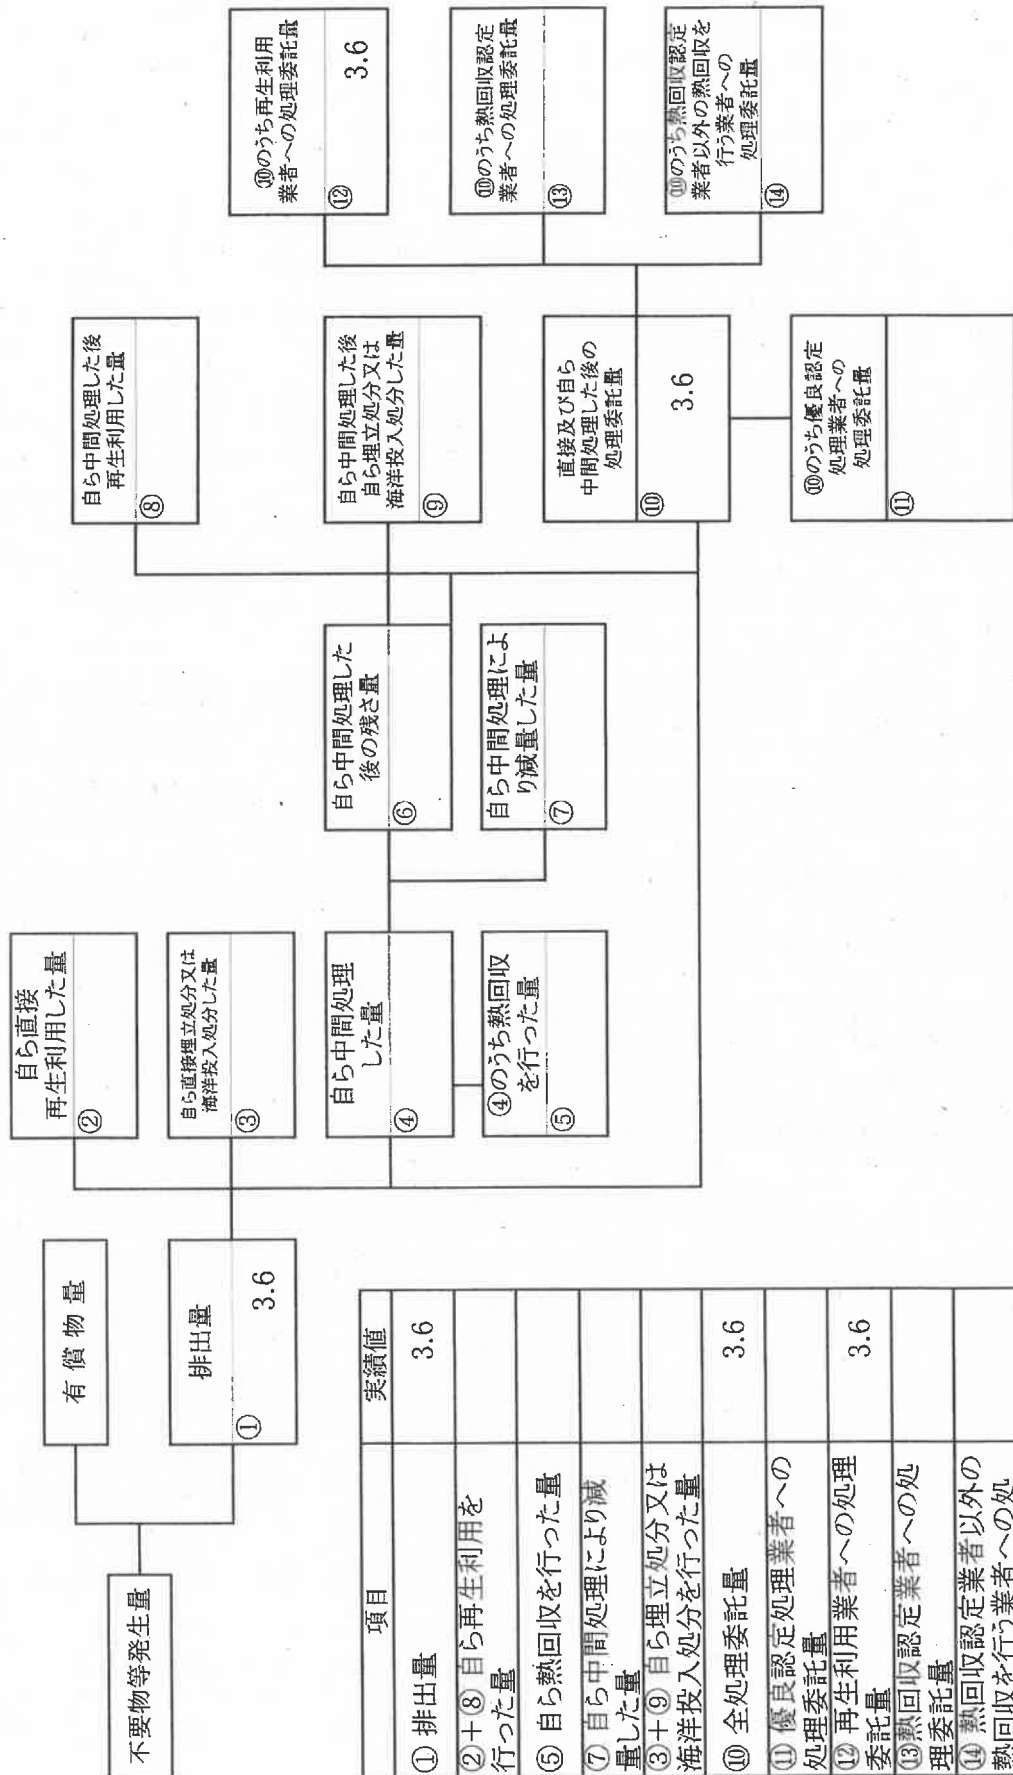 不要物等発生量
有償物量
排出量
①
3.6
自ら直接
再生利用した量
②
自ら直接埋立処分又は
海洋投入処分した量
③
自ら中間処理
した量
④
④のうち熱回収
を行った量
⑤
自ら中間処理した
後の残さ量
⑥
自ら中間処理によ
り減量した量
⑦
自ら中間処理した後
再生利用した量
⑧
自ら中間処理した後
自ら埋立処分又は
海洋投入処分した量
⑨
直接及び自ら
中間処理した後の
処理委託量
⑩
3.6
⑩のうち優良認定
処理業者への
処理委託量
⑪
⑩のうち再生利用
業者への処理委託量
⑫
3.6
⑩のうち熱回収認定
業者への処理委託量
⑬
⑩のうち熱回収認定
業者以外の熱回収を
行う業者への
処理委託量
⑭
項目 実績値
①排出量 3.6
②+⑧自ら再生利用を
行った量
⑤自ら熱回収を行った量
⑦自ら中間処理により減
量した量
③+⑨自ら埋立処分又は
海洋投入処分を行った量
⑩全処理委託量 3.6
⑪優良認定処理業者への
処理委託量
⑫再生利用業者への処理
委託量 3.6
⑬熱回収認定業者への処
理委託量
⑭熱回収認定業者以外の
熱回収を行う業者への処